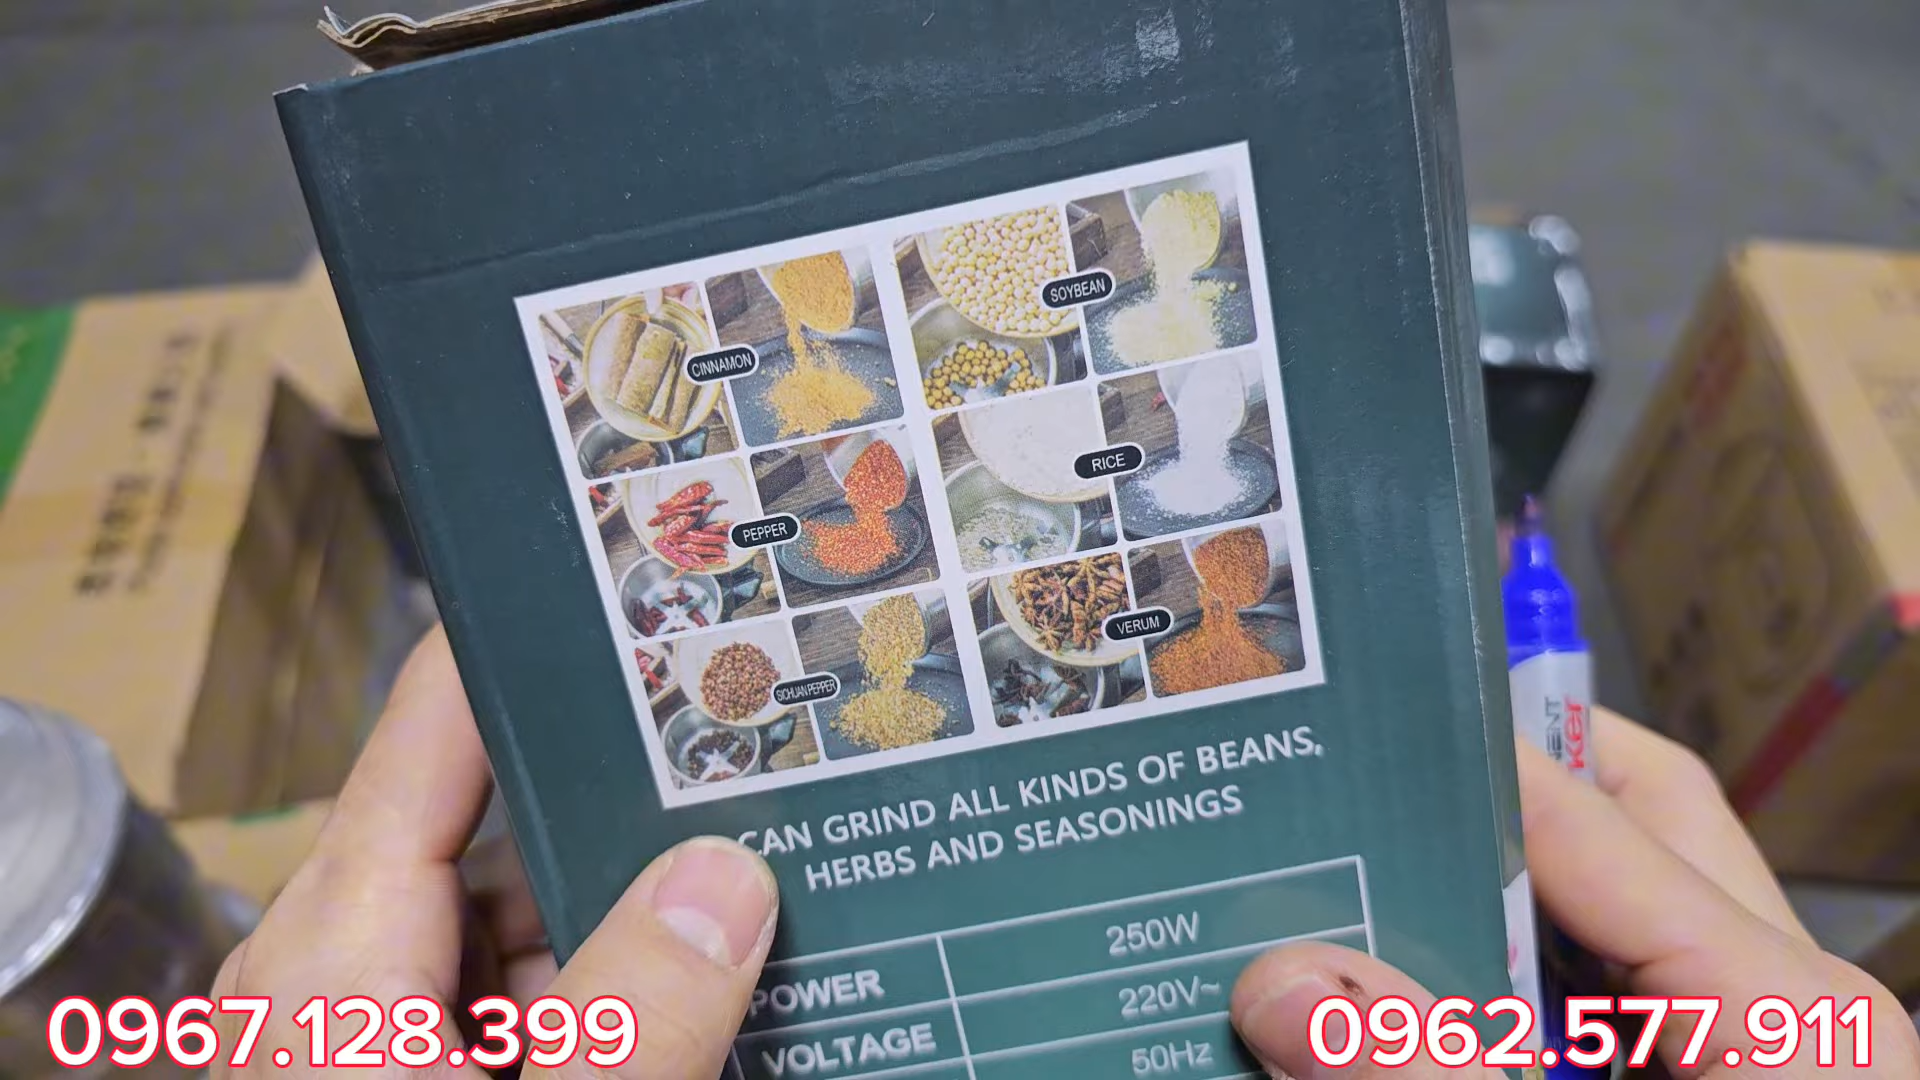 CINNAMON
SOYBEAN
PEPPER
RICE
SICHUAN PEPPER
VERUM
CAN GRIND ALL KINDS OF BEANS,
HERBS AND SEASONINGS
POWER 250W
VOLTAGE 220V~
50Hz
0967.128.399
0962.577.911